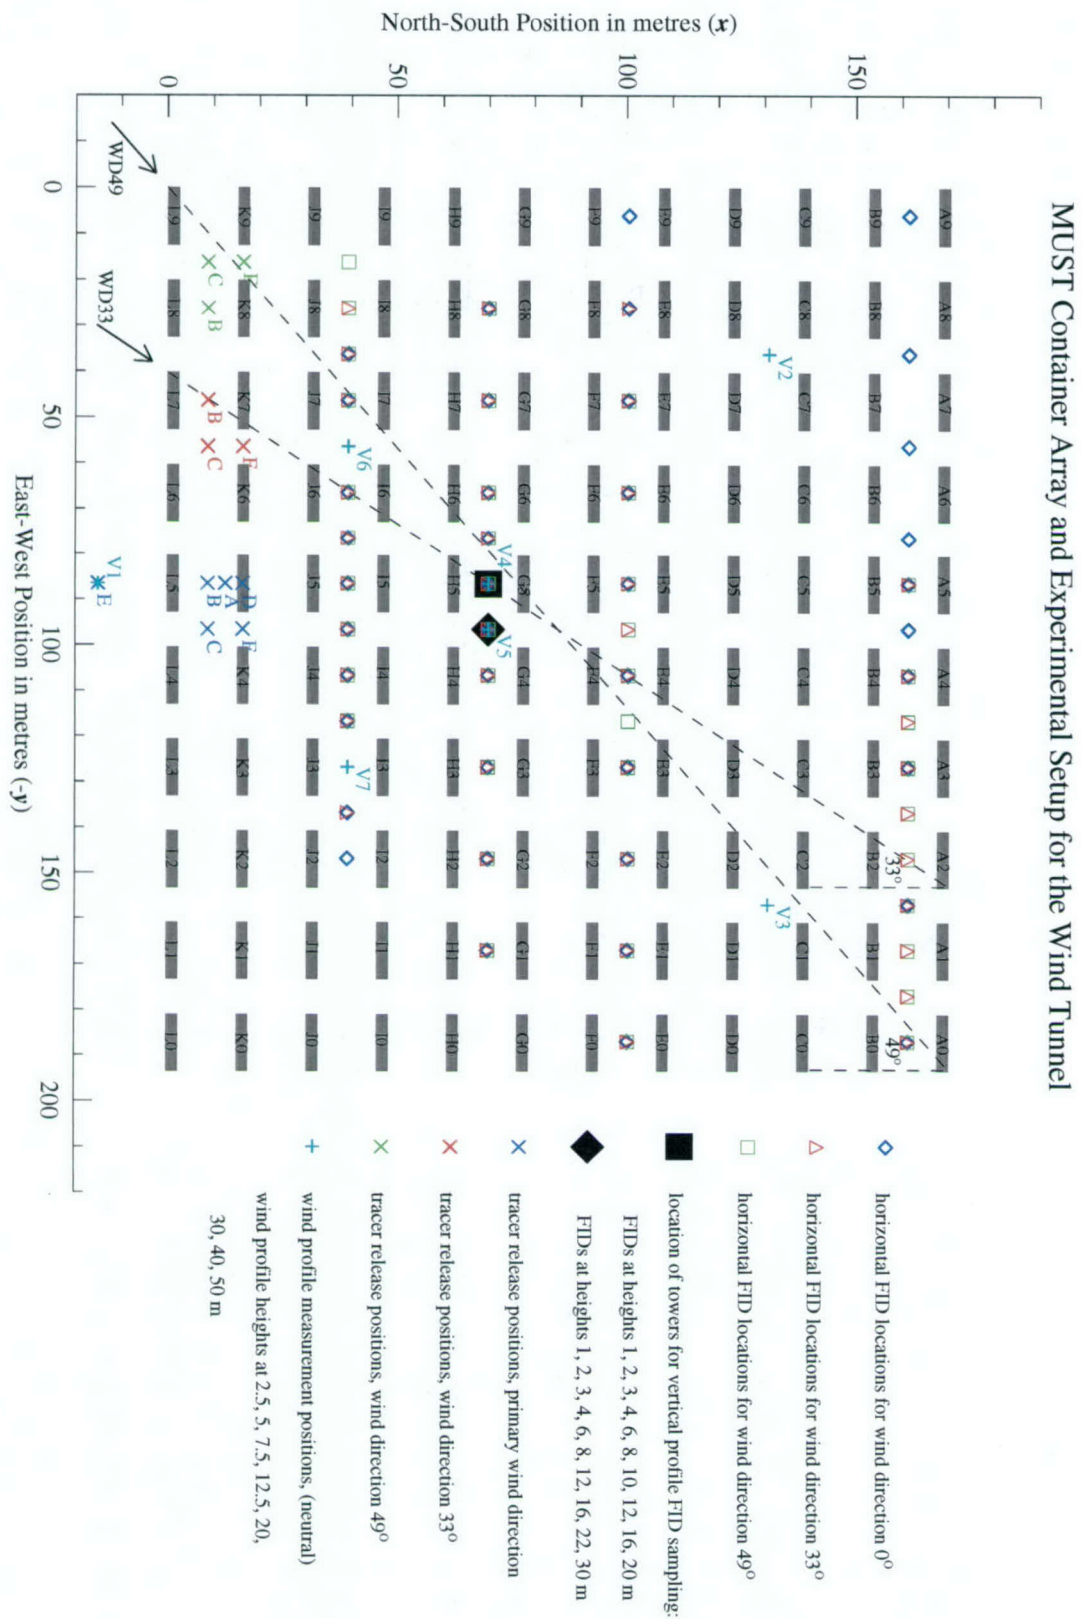 MUST Container Array and Experimental Setup for the Wind Tunnel
North-South Position in metres (x)
150
100
50
0
A9 A8 A7 A6 A5 A4 A3 A2 A1 A0
33° 49°
B9 B8 B7 B6 B5 B4 B3 B2 B1 B0
C9 C8 C7 C6 C5 C4 C3 C2 C1 C0
V2 V3
D9 D8 D7 D6 D5 D4 D3 D2 D1 D0
E9 E8 E7 E6 E5 E4 E3 E2 E1 E0
F9 F8 F7 F6 F5 F4 F3 F2 F1 F0
G9 G8 G7 G6 G8 G4 G3 G2 G1 G0
V4 V5
H9 H8 H7 H6 H5 H4 H3 H2 H1 H0
I9 I8 I7 I6 I5 I4 I3 I2 I1 I0
V6 V7
J9 J8 J7 J6 J5 J4 J3 J2 J1 J0
K9 K8 K7 K6 K4 K3 K2 K1 K0
F F D F
A
C B B C B C
L9 L8 L7 L6 L5 L4 L3 L2 L1 L0
WD49 WD33
V1
E
0 50 100 150 200
East-West Position in metres (-y)
horizontal FID locations for wind direction 0°
horizontal FID locations for wind direction 33°
horizontal FID locations for wind direction 49°
location of towers for vertical profile FID sampling:
FIDs at heights 1, 2, 3, 4, 6, 8, 10, 12, 16, 20 m
FIDs at heights 1, 2, 3, 4, 6, 8, 12, 16, 22, 30 m
tracer release positions, primary wind direction
tracer release positions, wind direction 33°
tracer release positions, wind direction 49°
wind profile measurement positions, (neutral)
wind profile heights at 2.5, 5, 7.5, 12.5, 20,
30, 40, 50 m